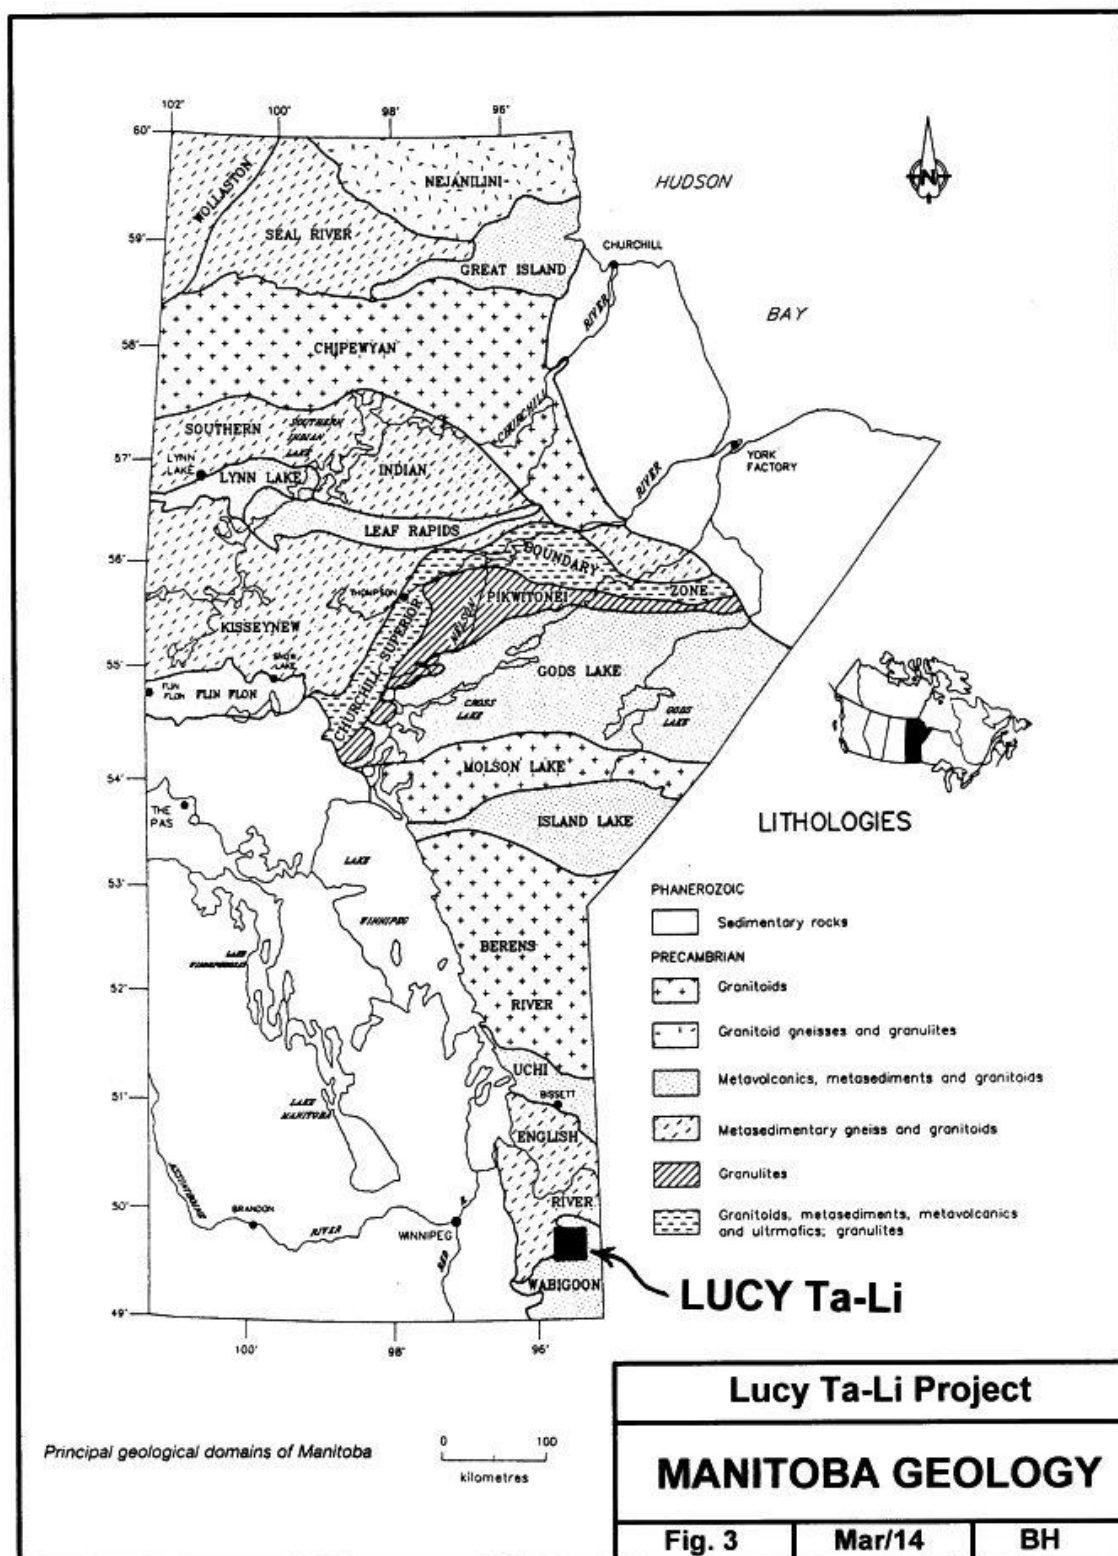 102° 100° 98° 96°
60°
59°
58°
57°
56°
55°
54°
53°
52°
51°
50°
49°
100° 98° 96°
N
HUDSON
BAY
WOLLASTON
NEJANILINI
SEAL RIVER
GREAT ISLAND
CHURCHILL
RIVER
CHIPEWYAN
CHURCHILL
SOUTHERN
SOUTHERN
INDIAN
LAKE
INDIAN
LYNN
LAKE
LYNN LAKE
RIVER
YORK
FACTORY
LEAF RAPIDS
BOUNDARY
ZONE
THOMPSON
PIKWITONEI
NELSON
KISSEYNEW
CHURCHILL SUPERIOR
SNOW
LAKE
FLIN
FLON
FLIN FLON
GODS LAKE
CROSS
LAKE
GODS
LAKE
MOLSON LAKE
THE
PAS
ISLAND LAKE
LAKE
WINNIPEG
LAKE
WINNIPEGOSIS
BERENS
RIVER
UCHI
BISSETT
LAKE
MANITOBA
ENGLISH
RIVER
ASSINIBOINE
BRANDON
RIVER
WINNIPEG
R.
RED
WABIGOON
LUCY Ta-Li
LITHOLOGIES
PHANEROZOIC
Sedimentary rocks
PRECAMBRIAN
Granitoids
Granitoid gneisses and granulites
Metavolcanics, metasediments and granitoids
Metasedimentary gneiss and granitoids
Granulites
Granitoids, metasediments, metavolcanics
and ultrmafics; granulites
Principal geological domains of Manitoba
0 100
kilometres
Lucy Ta-Li Project
MANITOBA GEOLOGY
Fig. 3 Mar/14 BH